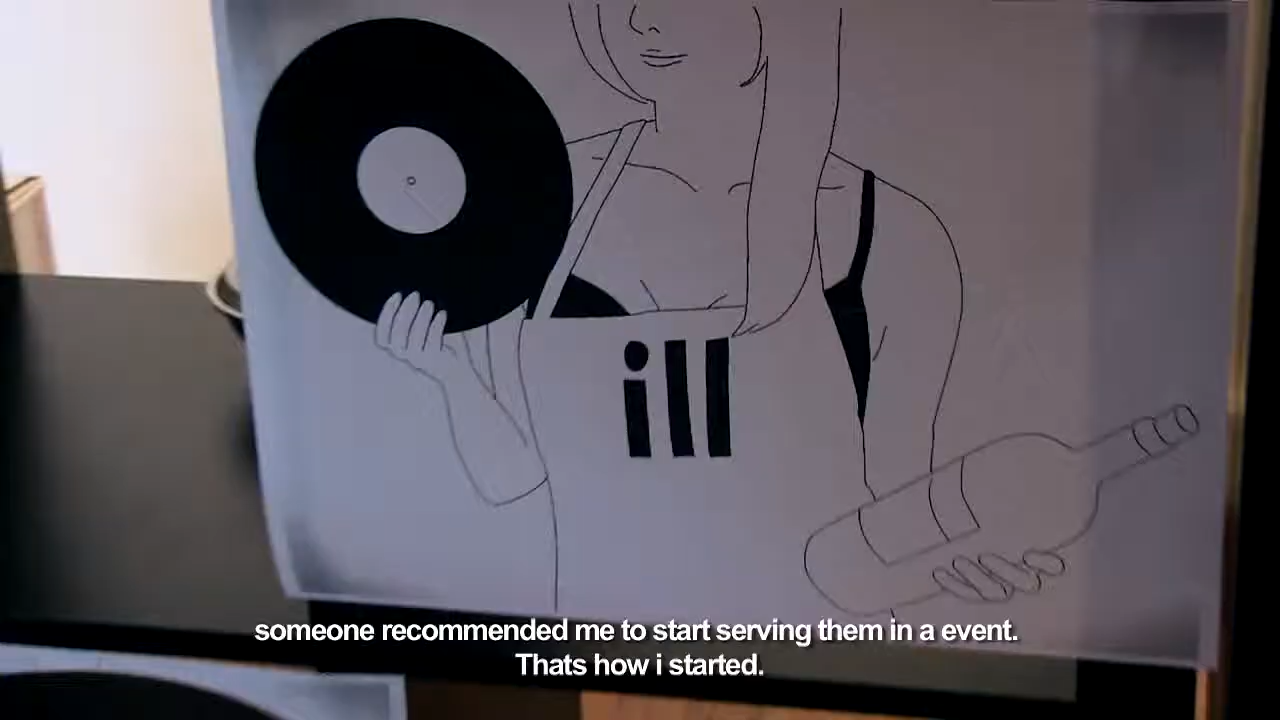 ill
someone recommended me to start serving them in a event.
Thats how i started.